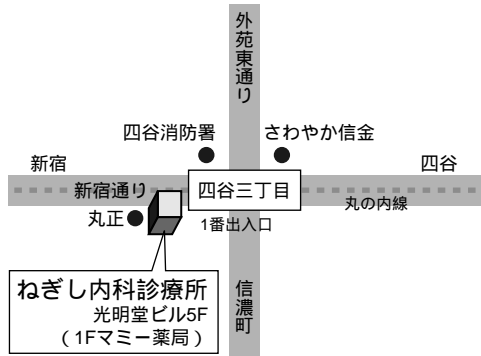 外苑東通り
四谷消防署
さわやか信金
新宿
四谷
新宿通り
四谷三丁目
丸の内線
丸正
1番出入口
ねぎし内科診療所
光明堂ビル5F
（1Fマミー薬局）
信濃町